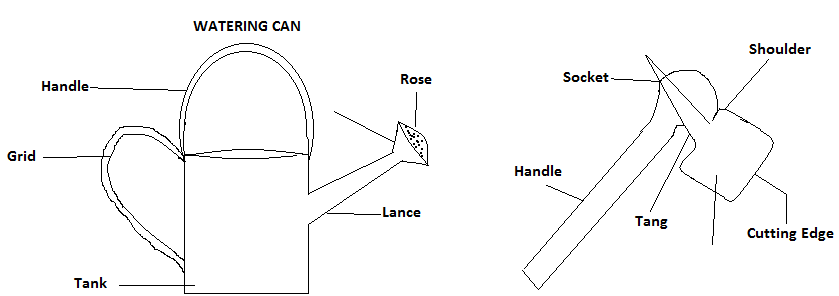 WATERING CAN
Handle
Rose
Grid
Lance
Tank
Shoulder
Socket
Handle
Tang
Cutting Edge